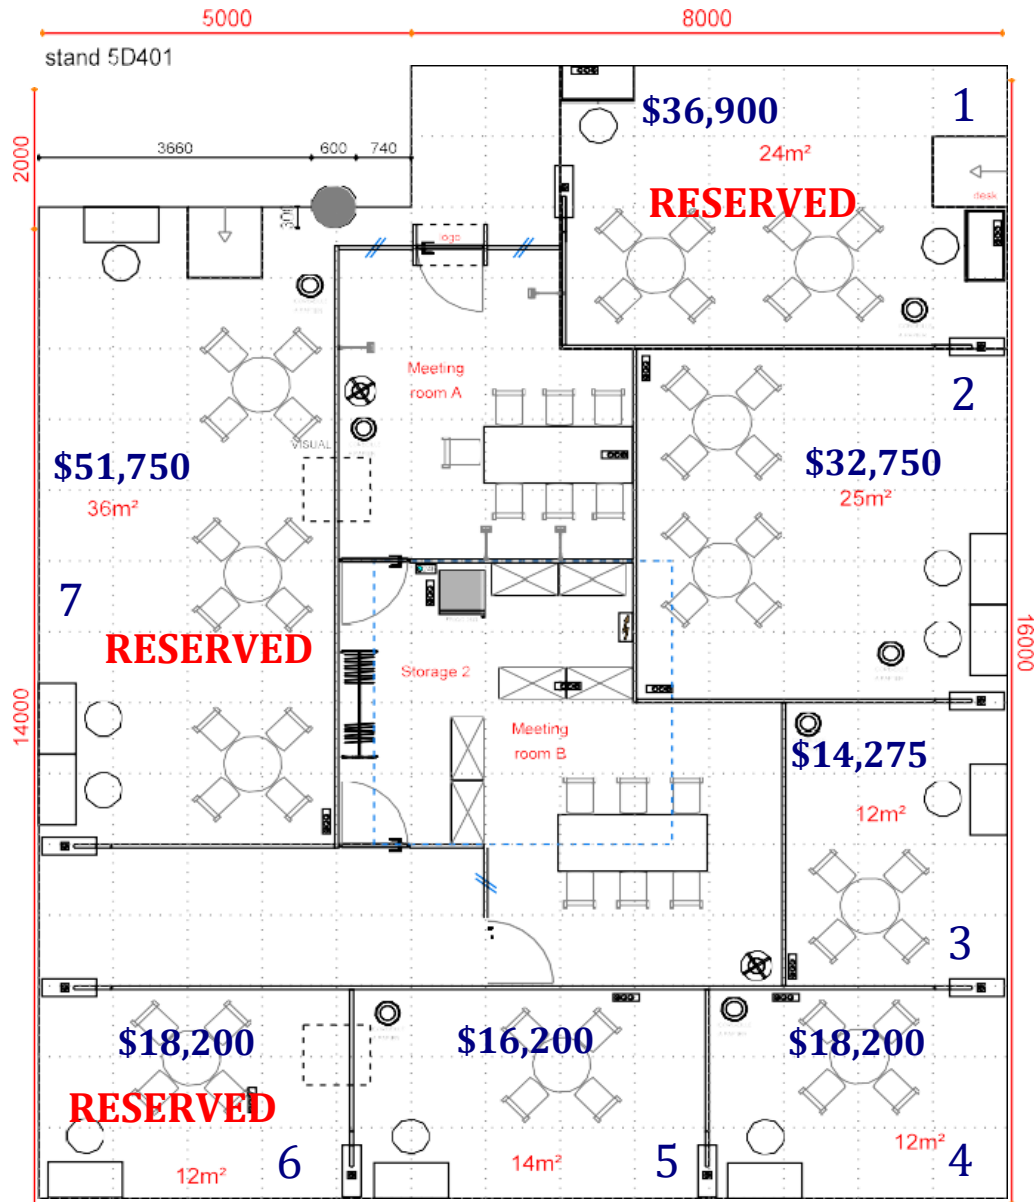 5000
8000
stand 5D401
1
$36,900
2000
3660
600
740
24m²
desk
RESERVED
logo
Meeting
room A
2
VISUAL
$51,750
$32,750
36m²
25m²
7
RESERVED
16000
Storage 2
14000
Meeting
room B
$14,275
12m²
3
$18,200
$16,200
$18,200
RESERVED
12m²
6
14m²
5
12m²
4